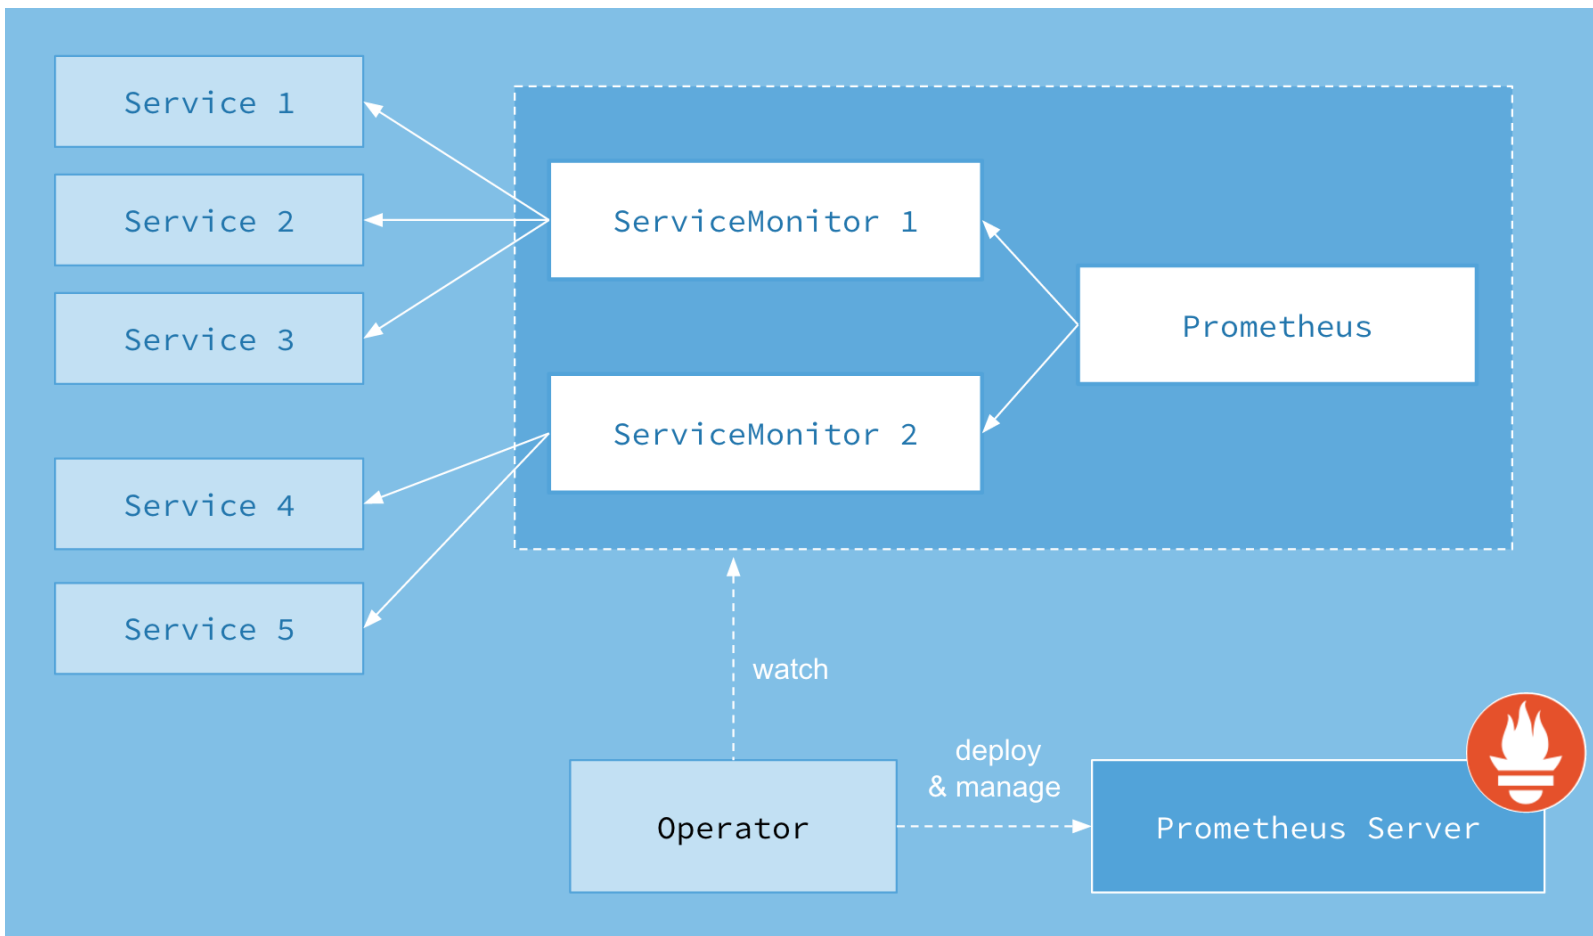 Service 1
Service 2
Service 3
Service 4
Service 5
ServiceMonitor 1
ServiceMonitor 2
Prometheus
watch
Operator
deploy
& manage
Prometheus Server